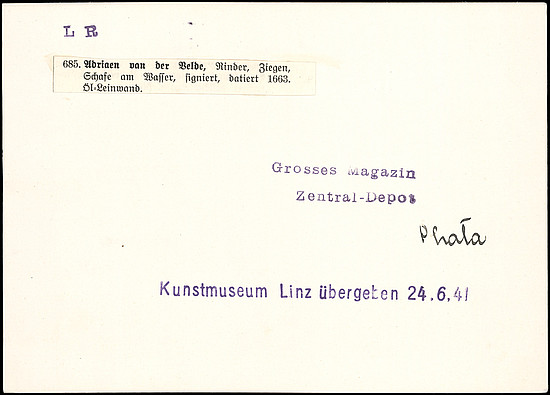 L R
685. Adriaen van der Velde, Rinder, Ziegen,
Schafe am Wasser, signiert, datiert 1663.
Öl-Leinwand.
Grosses Magazin
Zentral-Depot
Phata
Kunstmuseum Linz übergeben 24.6.41